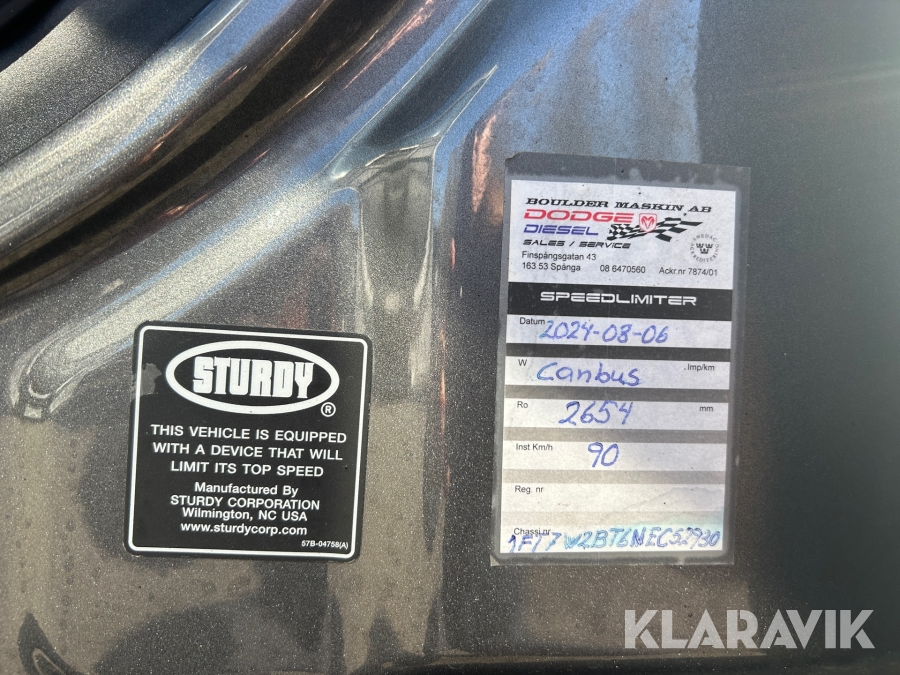 STURDY®
THIS VEHICLE IS EQUIPPED
WITH A DEVICE THAT WILL
LIMIT ITS TOP SPEED
Manufactured By
STURDY CORPORATION
Wilmington, NC USA
www.sturdycorp.com
57B-04758(A)
BOULDER MASKIN AB
DODGE
DIESEL
SALES / SERVICE
Finspångsgatan 43
163 53 Spånga 08 6470560 Ackr.nr 7874/01
SPEEDLIMITER
Datum 2024-08-06
W Canbus .Imp/km
Ro 2654 mm
Inst Km/h 90
Reg. nr
Chassi nr
1FT7W2BT6NEC52930
KLARAVIK